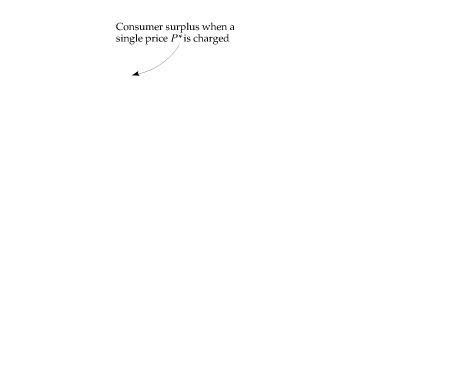 Consumer surplus when a
single price P* is charged